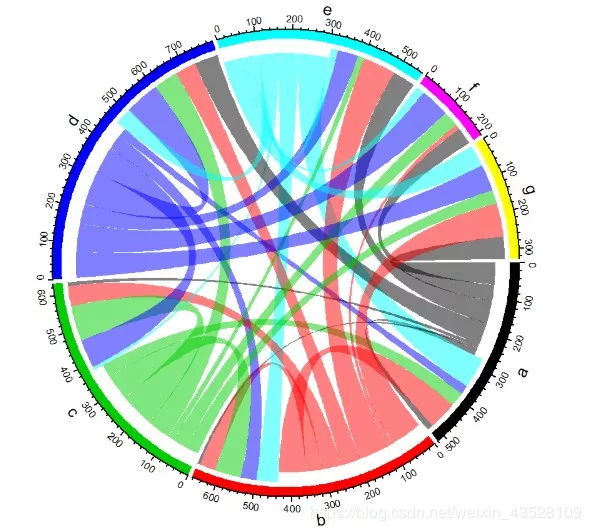 e
0 100 200 300 400 500
f
0 100 200
g
0 100 200 300
a
0 100 200 300 400 500
b
0 100 200 300 400 500 600
c
0 100 200 300 400 500 600
d
0 100 200 300 400 500 600 700
https://blog.csdn.net/weixin_43528109